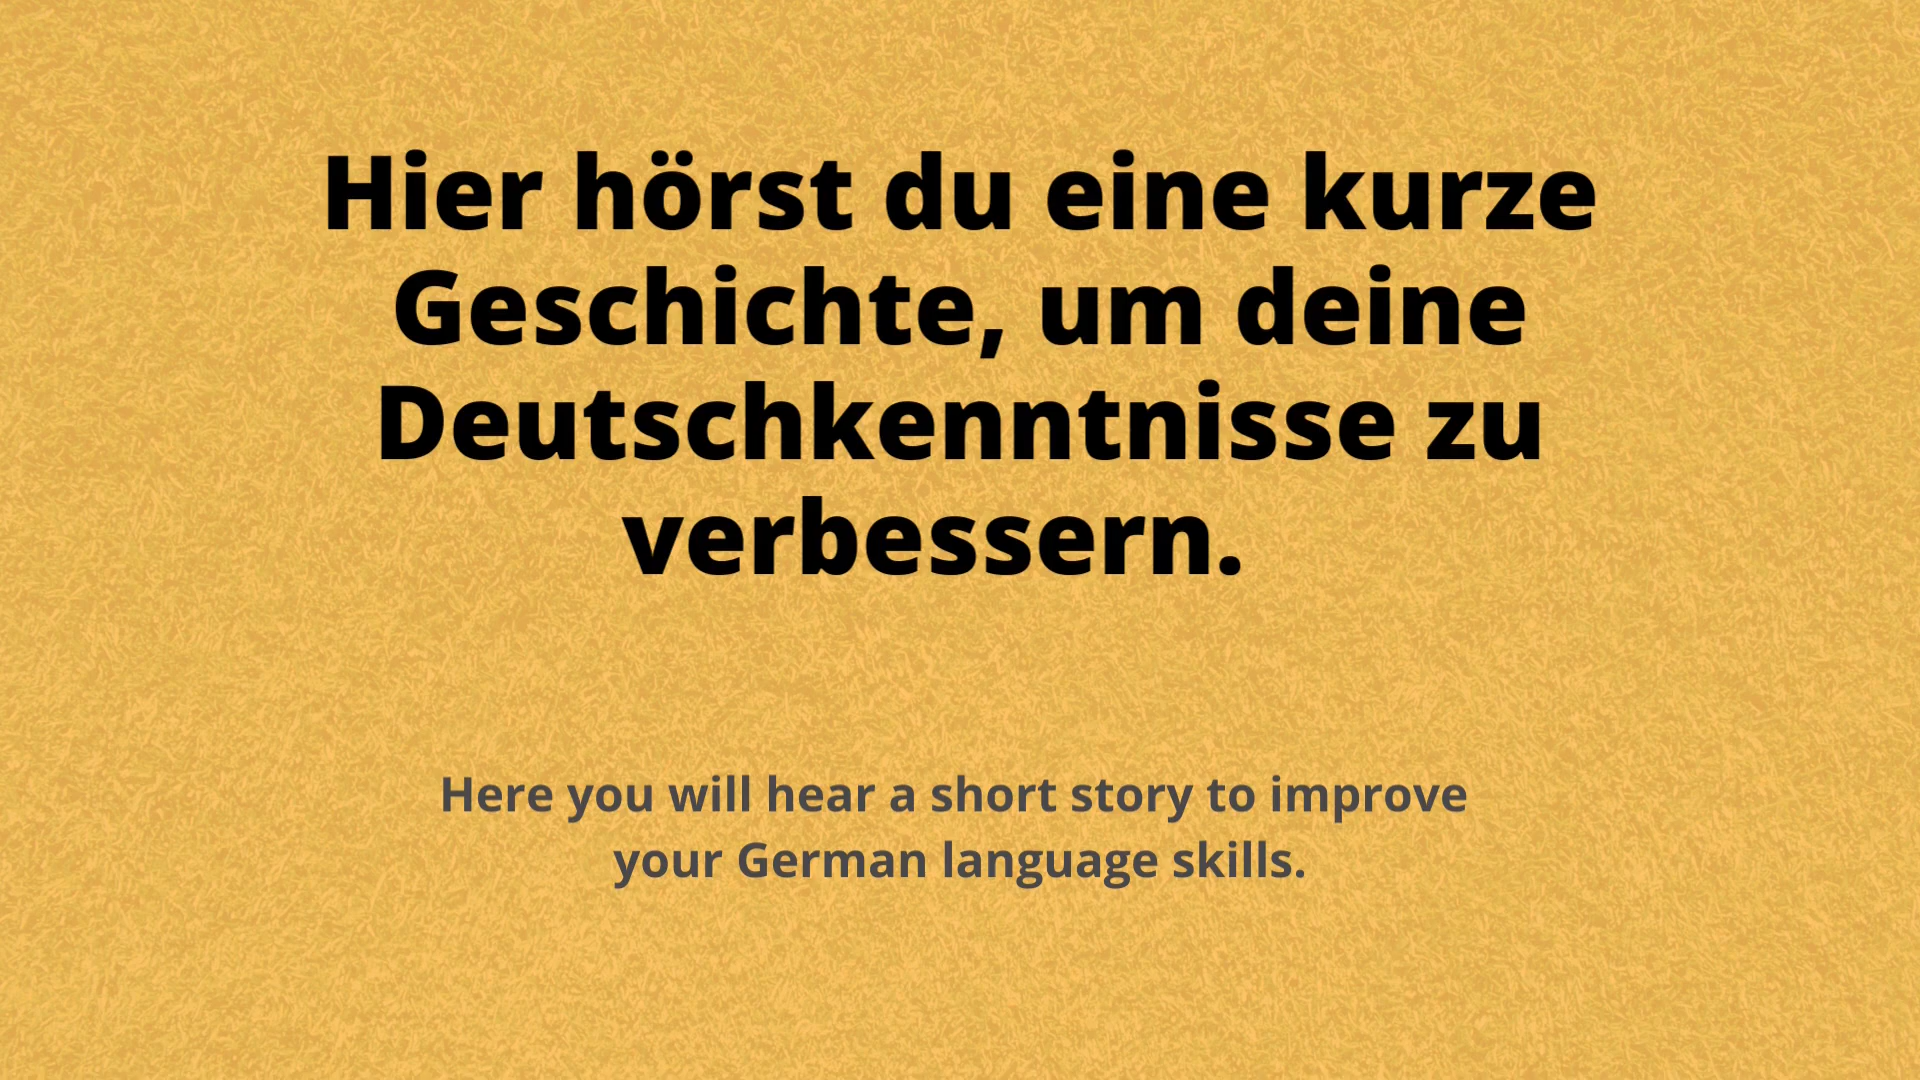 Hier hörst du eine kurze
Geschichte, um deine
Deutschkenntnisse zu
verbessern.
Here you will hear a short story to improve
your German language skills.